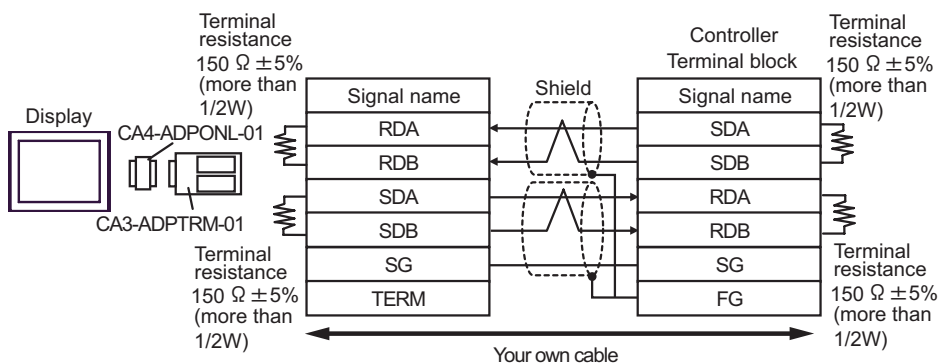 Terminal
resistance
150 Ω ±5%
(more than
1/2W)
Controller
Terminal block
Terminal
resistance
150 Ω ±5%
(more than
1/2W)
Display
CA4-ADPONL-01
CA3-ADPTRM-01
Shield
Signal name
RDA
RDB
SDA
SDB
SG
TERM
Signal name
SDA
SDB
RDA
RDB
SG
FG
Terminal
resistance
150 Ω ±5%
(more than
1/2W)
Terminal
resistance
150 Ω ±5%
(more than
1/2W)
Your own cable